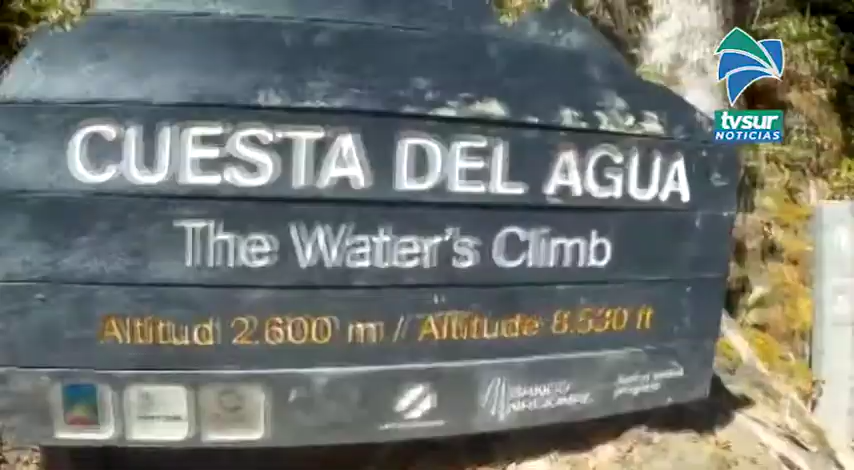 tvsur
NOTICIAS
CUESTA DEL AGUA
The Water's Climb
Altitud 2.600 m // Altitude 8.530 ft